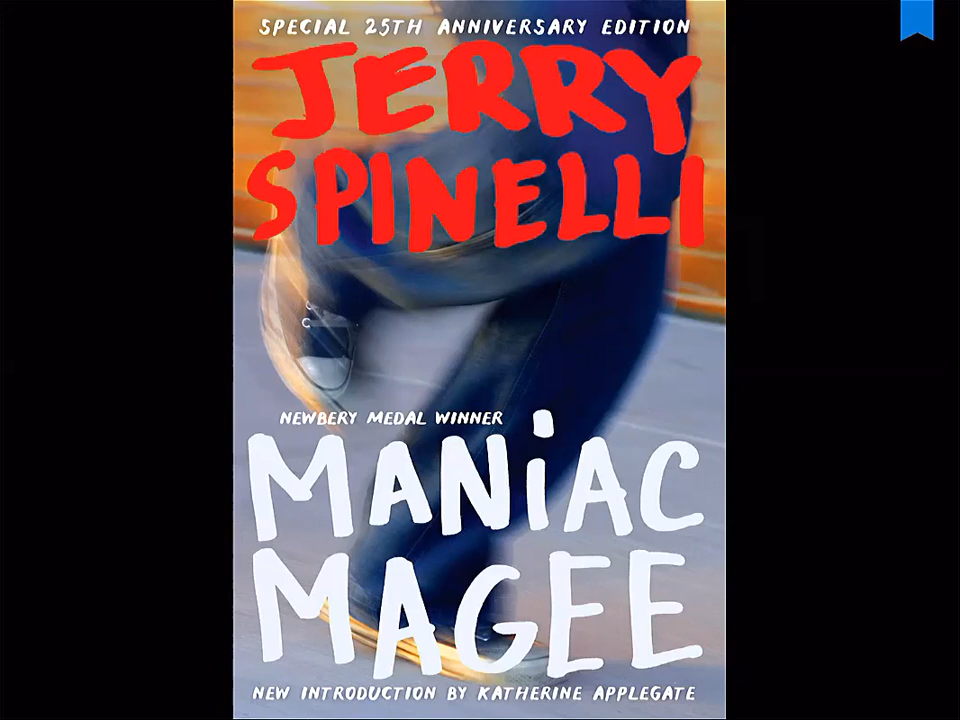 SPECIAL 25TH ANNIVERSARY EDITION
JERRY
SPINELLI
NEWBERY MEDAL WINNER
MANiAC
MAGEE
NEW INTRODUCTION BY KATHERINE APPLEGATE